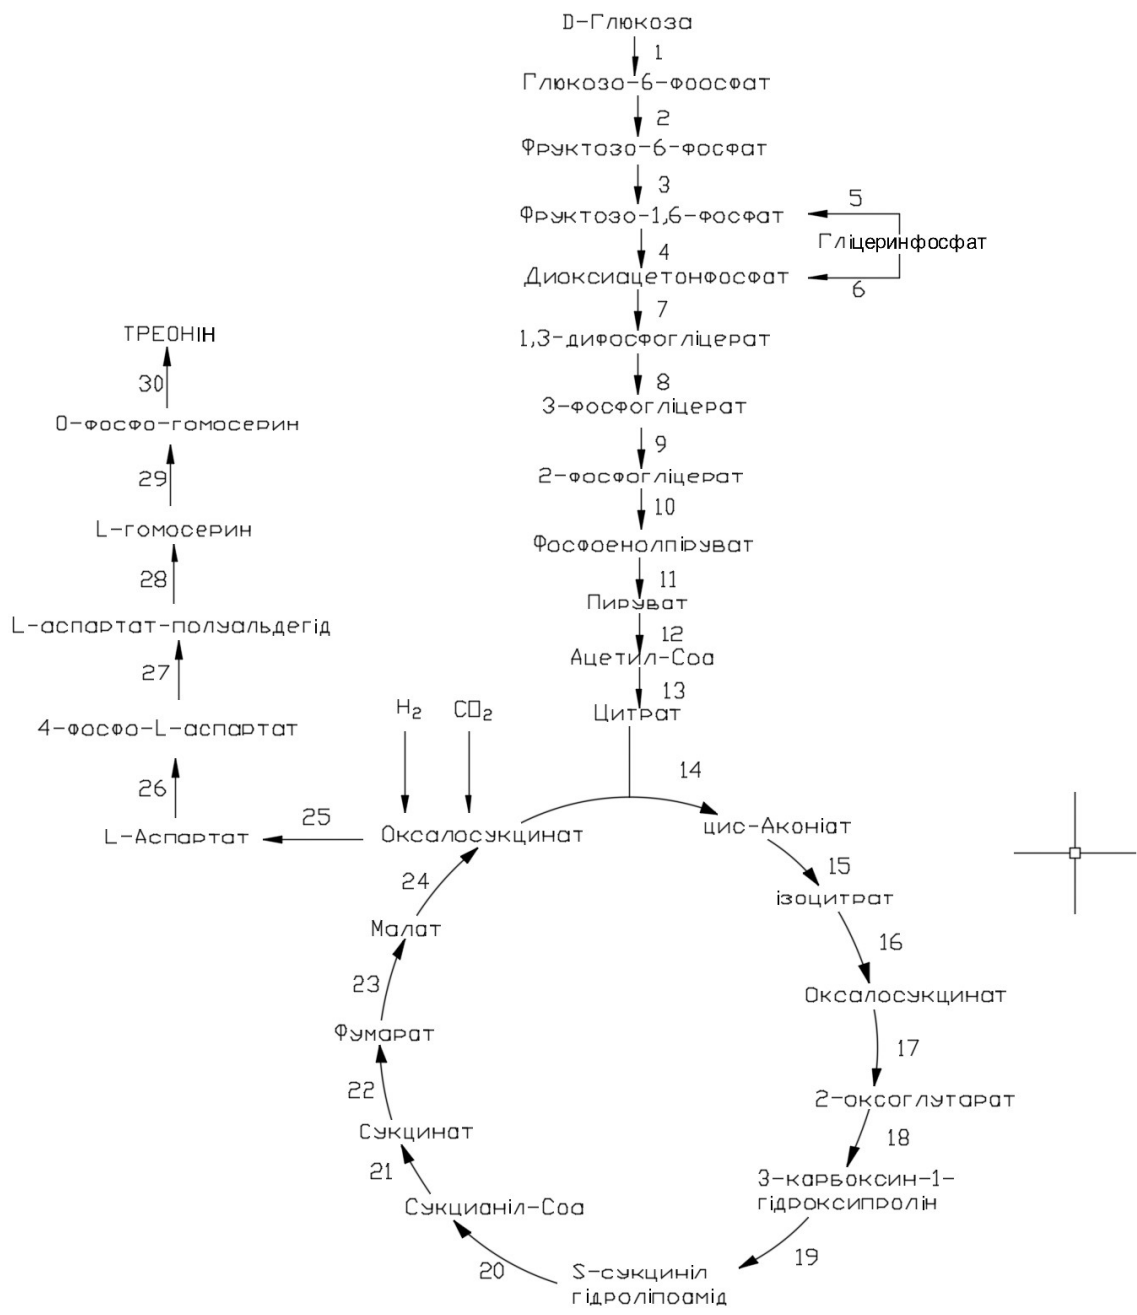 D-Глюкоза
1
Глюкозо-6-фоосфат
2
Фруктозо-6-фосфат
3
Фруктозо-1,6-фосфат
5
Гліцеринфосфат
4
Диоксиацетонфосфат
6
7
1,3-дифосфогліцерат
8
3-фосфогліцерат
9
2-фосфогліцерат
10
Фосфоенолпіруват
11
Пируват
12
Ацетил-Соа
13
Цитрат
14
цис-Аконіат
15
ізоцитрат
16
Оксалосукцинат
17
2-оксоглутарат
18
3-карбоксин-1-
гідроксипролін
19
S-сукциніл
гідроліпоамід
20
Сукцианіл-Соа
21
Сукцинат
22
Фумарат
23
Малат
24
Оксалосукцинат
H2
CO2
25
L-Аспартат
26
4-фосфо-L-аспартат
27
L-аспартат-полуальдегід
28
L-гомосерин
29
O-фосфо-гомосерин
30
ТРЕОНІН